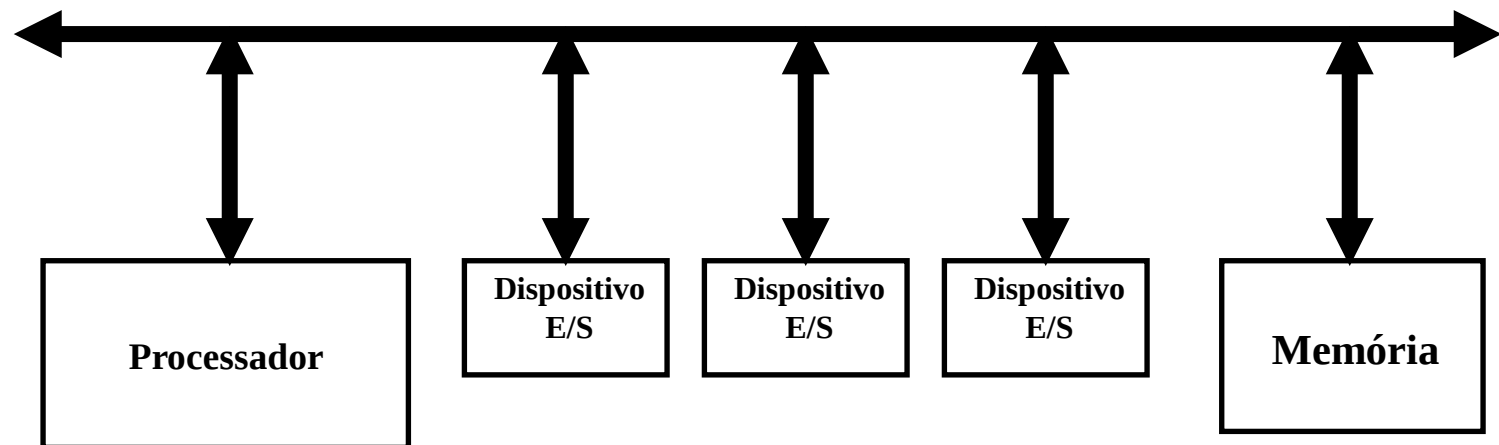 Processador
Dispositivo
E/S
Dispositivo
E/S
Dispositivo
E/S
Memória